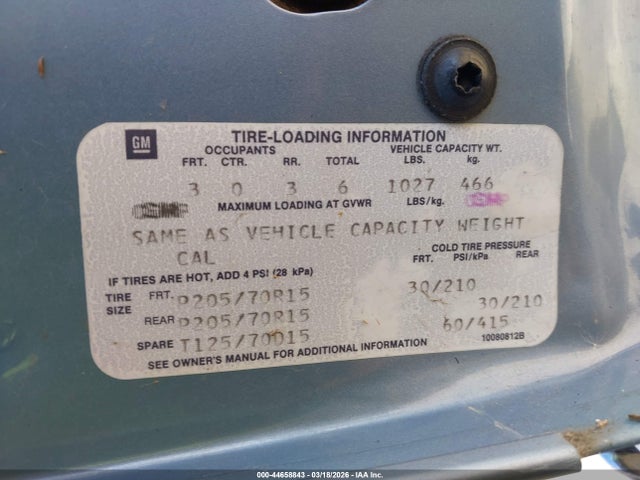 GM
TIRE-LOADING INFORMATION
OCCUPANTS VEHICLE CAPACITY WT.
FRT. CTR. RR. TOTAL LBS. kg.
3 0 3 6 1027 466
MAXIMUM LOADING AT GVWR LBS/kg.
SAME AS VEHICLE CAPACITY WEIGHT
CAL COLD TIRE PRESSURE
IF TIRES ARE HOT, ADD 4 PSI (28 kPa) FRT. PSI/kPa REAR
TIRE SIZE FRT. P205/70R15 30/210
REAR P205/70R15 30/210
SPARE T125/70D15 60/415
SEE OWNER'S MANUAL FOR ADDITIONAL INFORMATION 10080812B
000-44658843 | 03/18/2026 | IAA Inc.